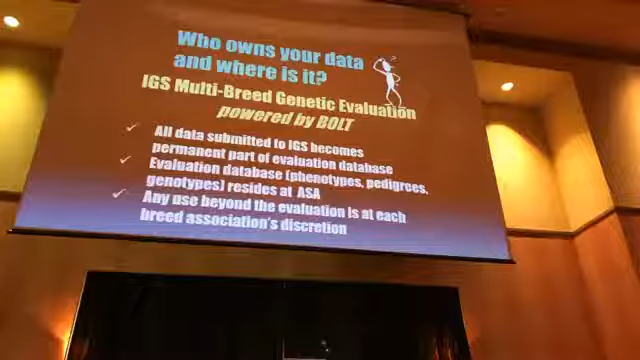 Who owns your data
and where is it?
IGS Multi-Breed Genetic Evaluation
powered by BOLT
All data submitted to IGS becomes
permanent part of evaluation database
Evaluation database (phenotypes, pedigrees,
genotypes) resides at ASA
Any use beyond the evaluation is at each
breed association's discretion